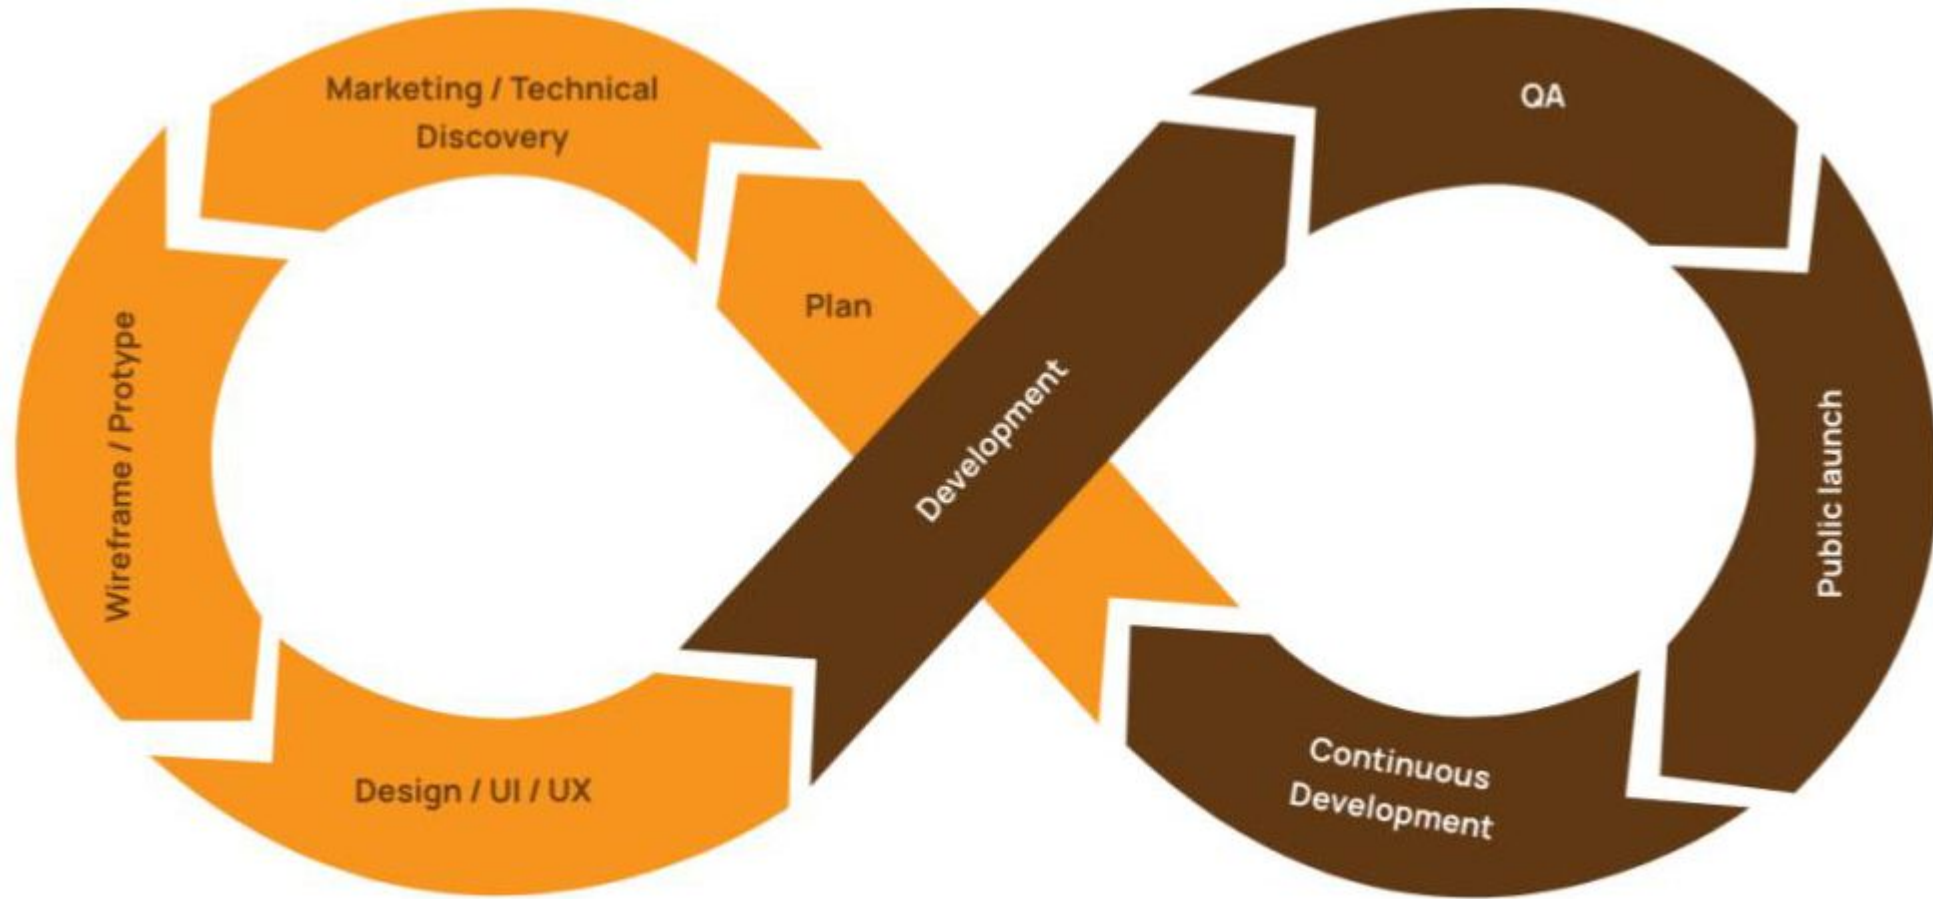 Marketing / Technical
Discovery
QA
Plan
Wireframe / Protype
Development
Public launch
Design / UI / UX
Continuous
Development